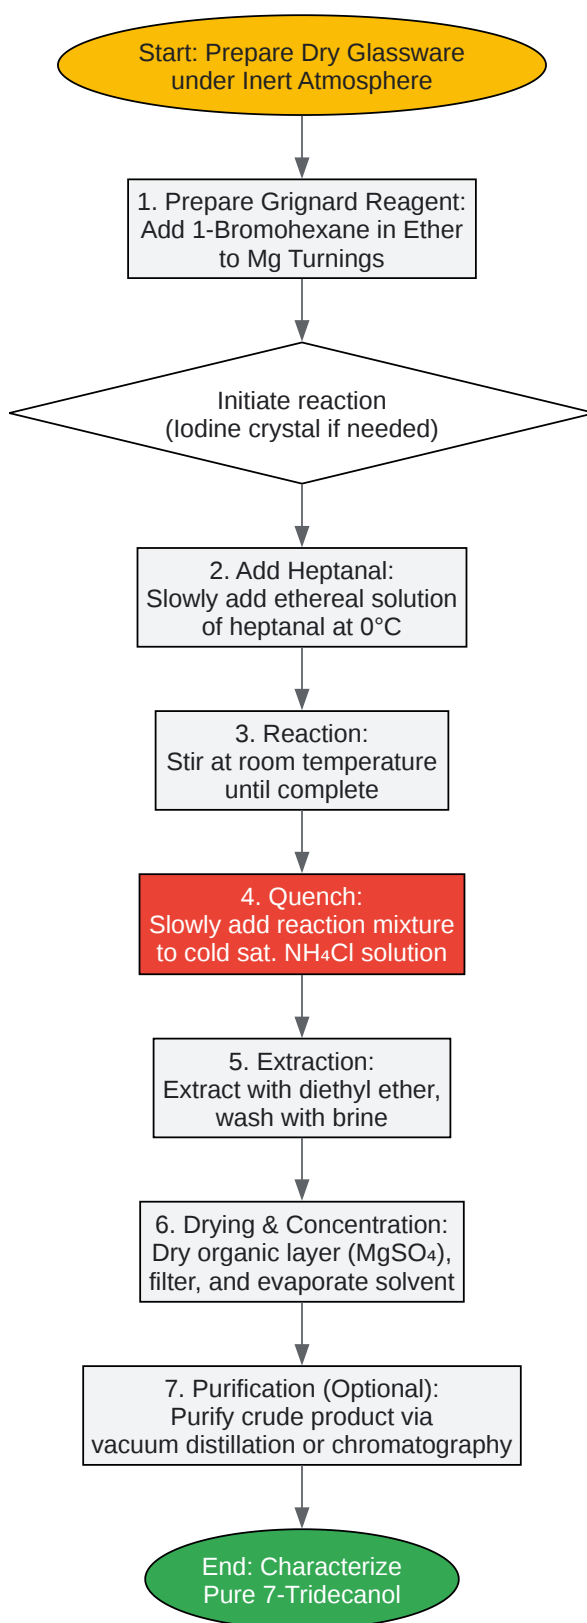 Start: Prepare Dry Glassware
under Inert Atmosphere
1. Prepare Grignard Reagent:
Add 1-Bromohexane in Ether
to Mg Turnings
Initiate reaction
(Iodine crystal if needed)
2. Add Heptanal:
Slowly add ethereal solution
of heptanal at 0°C
3. Reaction:
Stir at room temperature
until complete
4. Quench:
Slowly add reaction mixture
to cold sat. NH₄Cl solution
5. Extraction:
Extract with diethyl ether,
wash with brine
6. Drying & Concentration:
Dry organic layer (MgSO₄),
filter, and evaporate solvent
7. Purification (Optional):
Purify crude product via
vacuum distillation or chromatography
End: Characterize
Pure 7-Tridecanol